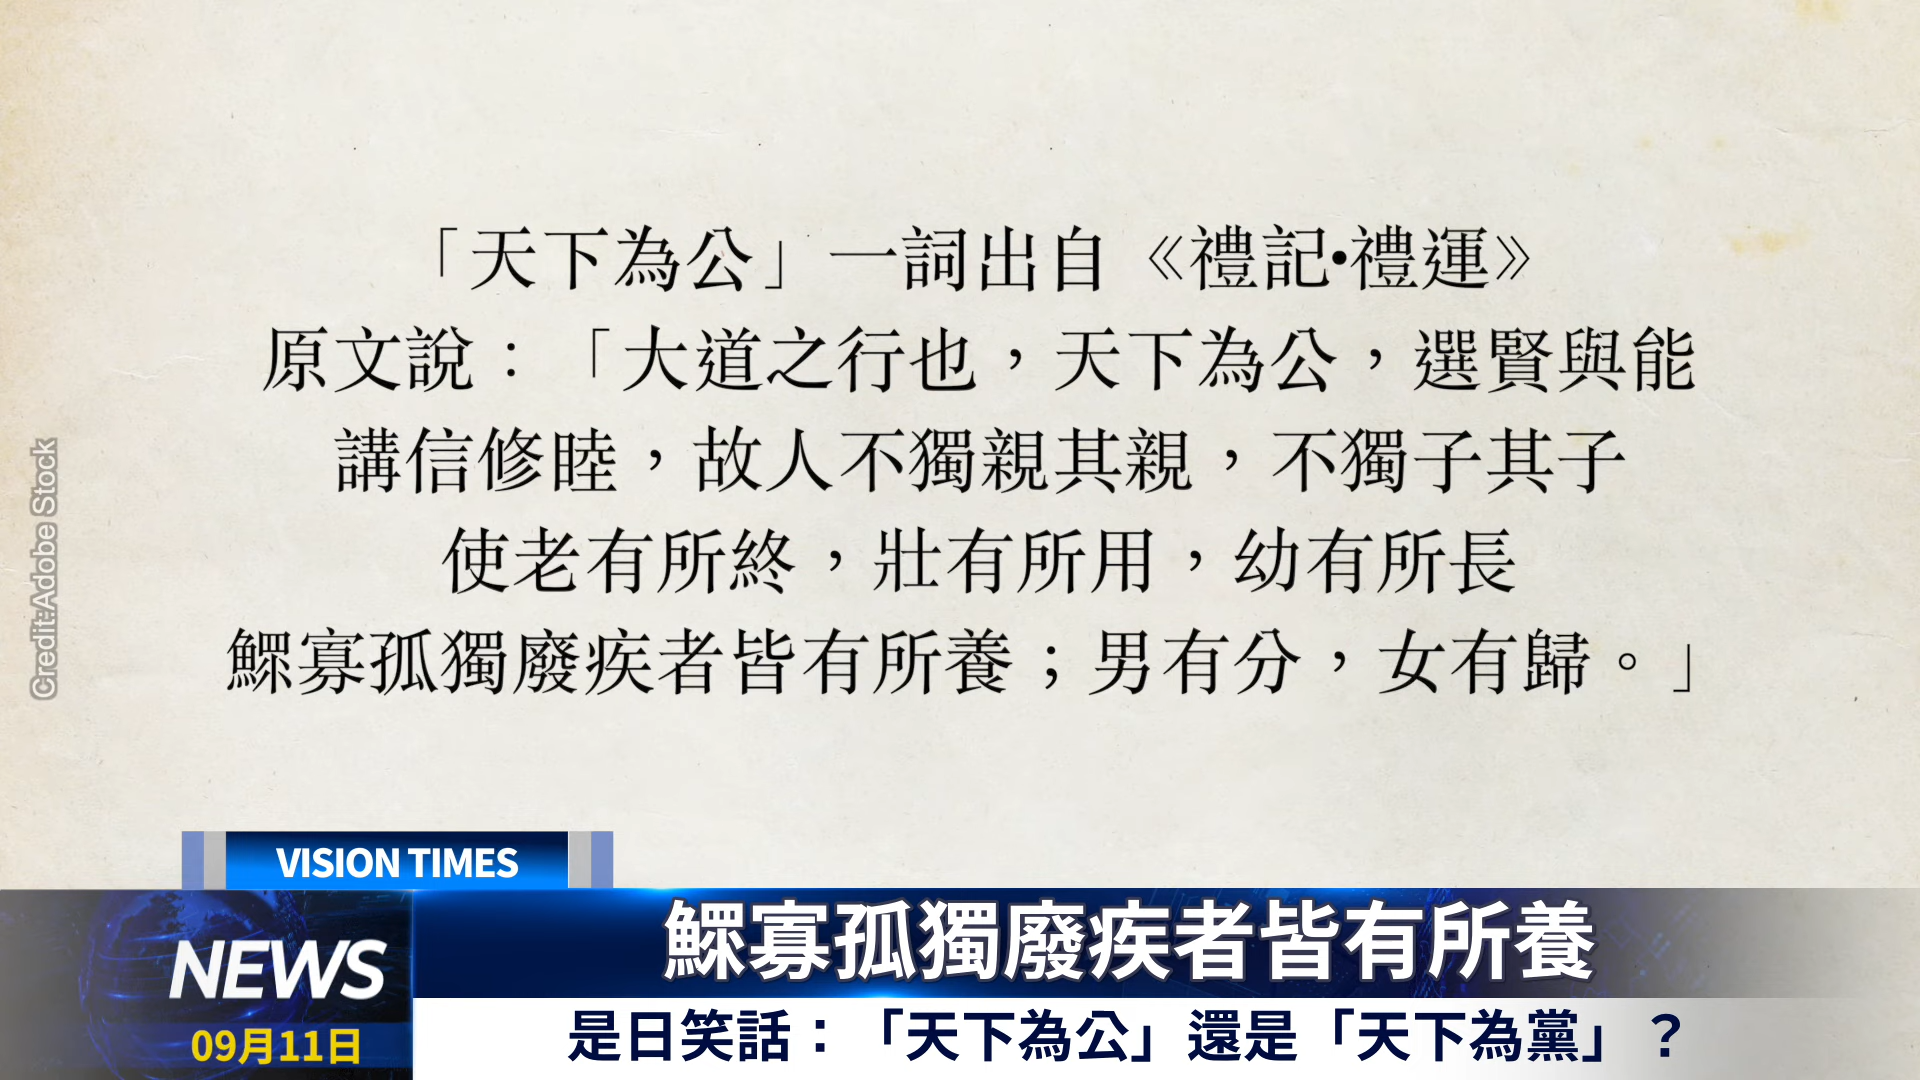 「天下為公」一詞出自《禮記•禮運》
原文說：「大道之行也，天下為公，選賢與能
講信修睦，故人不獨親其親，不獨子其子
使老有所終，壯有所用，幼有所長
鰥寡孤獨廢疾者皆有所養；男有分，女有歸。」
Credit:Adobe Stock
VISION TIMES
NEWS
09月11日
鰥寡孤獨廢疾者皆有所養
是日笑話：「天下為公」還是「天下為黨」？